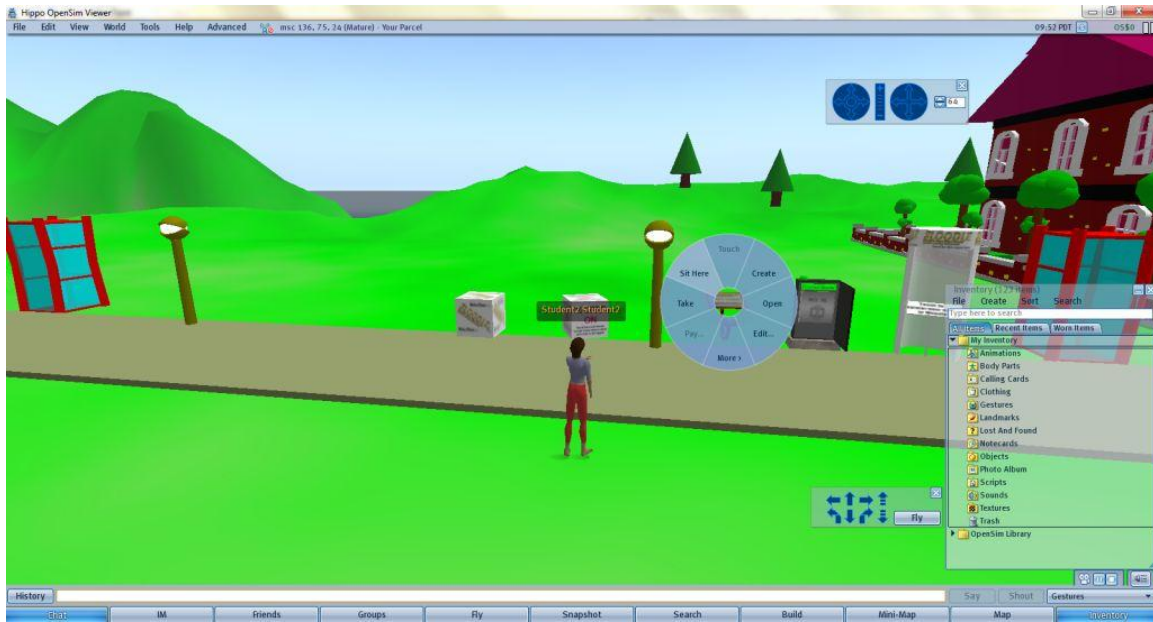 Hippo OpenSim Viewer
File Edit View World Tools Help Advanced msc 136, 75, 24 (Mature) - Your Parcel 09:52 PDT OS$0
64
Touch
Sit Here Create
Take Open
Pay... Edit...
More >
Student2 Student2
ON
BLOODLE
Inventory (123 items)
File Create Sort Search
Type here to search
All Items Recent Items Worn Items
My Inventory
Animations
Body Parts
Calling Cards
Clothing
Gestures
Landmarks
Lost And Found
Notecards
Objects
Photo Album
Scripts
Sounds
Textures
Trash
OpenSim Library
Fly
History Say Shout Gestures
Chat IM Friends Groups Fly Snapshot Search Build Mini-Map Map Inventory